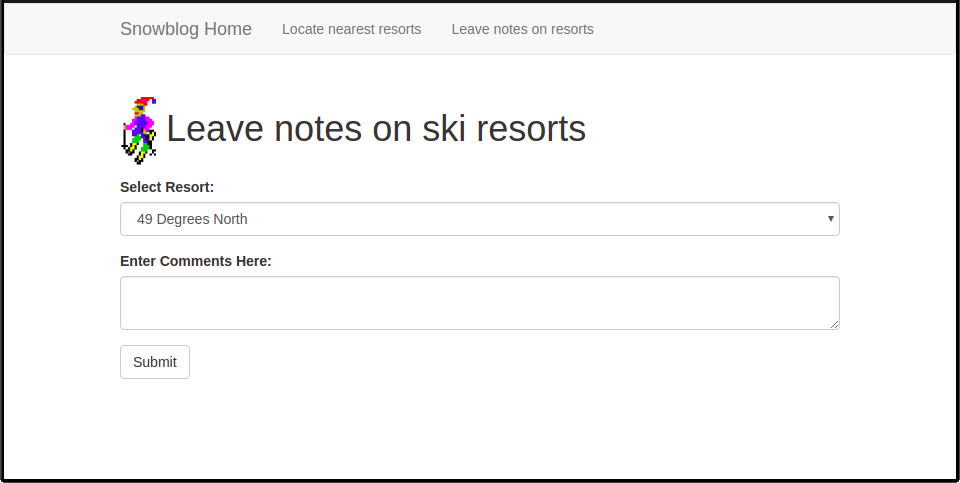 Snowblog Home Locate nearest resorts Leave notes on resorts
Leave notes on ski resorts
Select Resort:
49 Degrees North
Enter Comments Here:
Submit